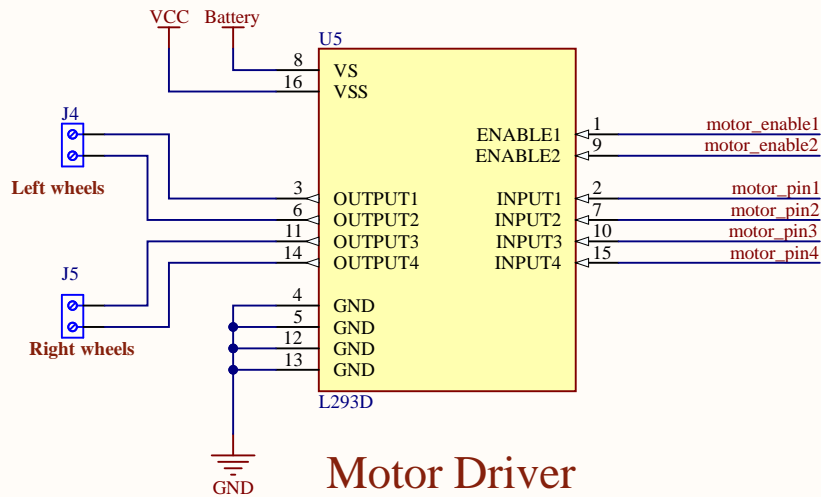 VCC Battery
U5
8 VS
16 VSS
J4
ENABLE1 1 motor_enable1
ENABLE2 9 motor_enable2
Left wheels
3 OUTPUT1 INPUT1 2 motor_pin1
6 OUTPUT2 INPUT2 7 motor_pin2
11 OUTPUT3 INPUT3 10 motor_pin3
14 OUTPUT4 INPUT4 15 motor_pin4
J5
4 GND
5 GND
Right wheels
12 GND
13 GND
L293D
Motor Driver
GND